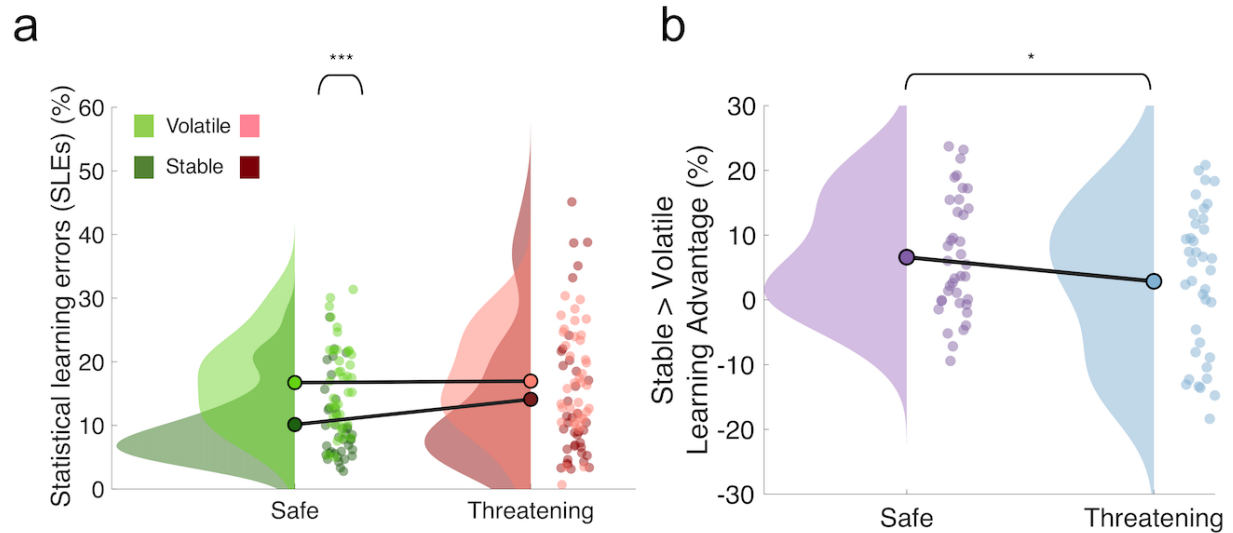 a
b
***
*
Statistical learning errors (SLEs) (%)
60
50
40
30
20
10
0
Volatile
Stable
Safe
Threatening
Stable > Volatile
Learning Advantage (%)
30
20
10
0
-10
-20
-30
Safe
Threatening